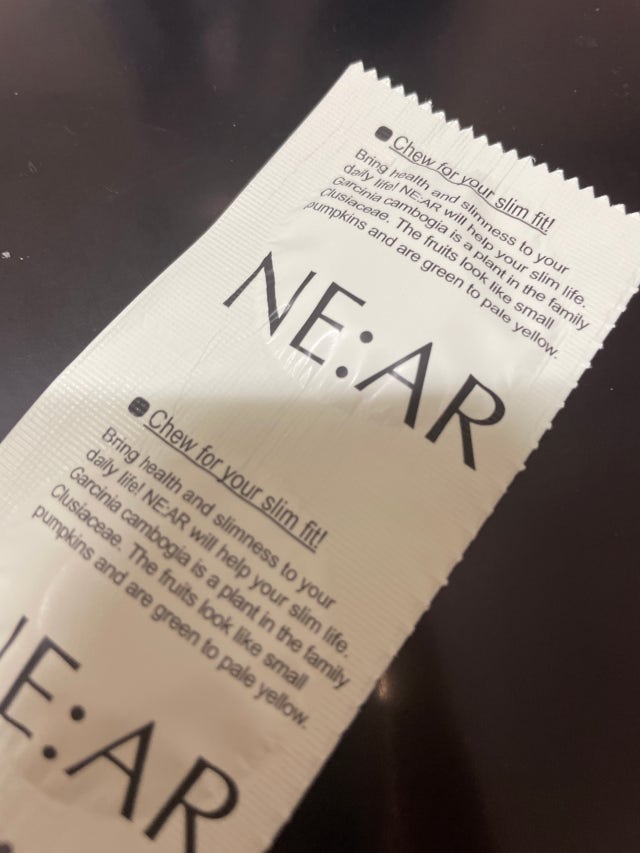 Chew for your slim fit!
Bring health and slimness to your
daily life! NE:AR will help your slim life.
Garcinia cambogia is a plant in the family
Clusiaceae. The fruits look like small
pumpkins and are green to pale yellow.
NE:AR
Chew for your slim fit!
Bring health and slimness to your
daily life! NE:AR will help your slim life.
Garcinia cambogia is a plant in the family
Clusiaceae. The fruits look like small
pumpkins and are green to pale yellow.
NE:AR